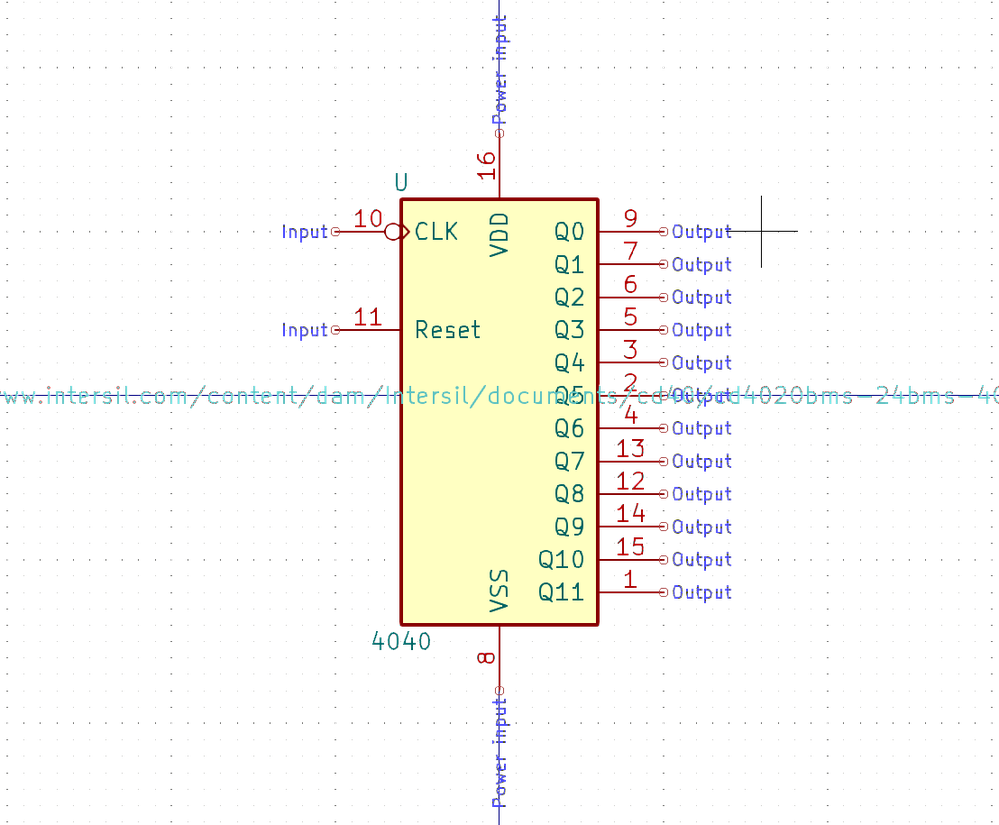 Power input
16
U
Input 10 CLK VDD Q0 9 Output
Q1 7 Output
Q2 6 Output
Input 11 Reset Q3 5 Output
Q4 3 Output
ww.intersil.com/content/dam/Intersil/documents/cd40/cd4020bms-24bms-40
Q5 2 Output
Q6 4 Output
Q7 13 Output
Q8 12 Output
Q9 14 Output
Q10 15 Output
VSS Q11 1 Output
4040
8
Power input